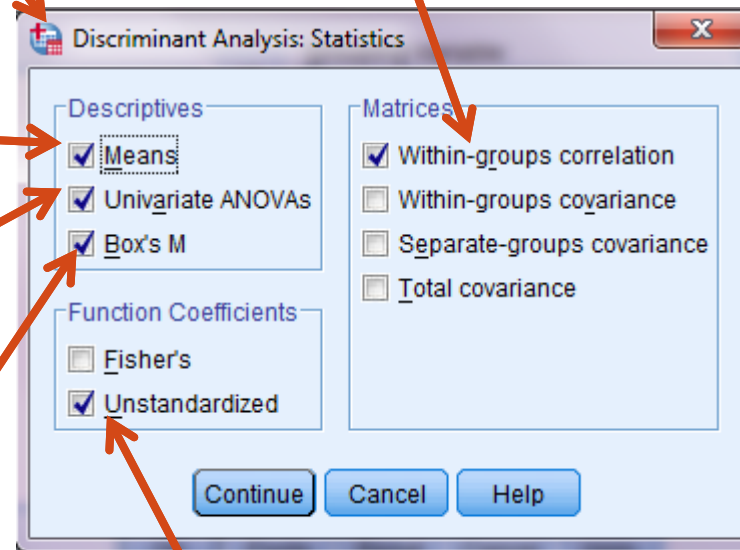 Discriminant Analysis: Statistics
Descriptives
Means
Univariate ANOVAs
Box's M
Function Coefficients
Fisher's
Unstandardized
Matrices
Within-groups correlation
Within-groups covariance
Separate-groups covariance
Total covariance
Continue
Cancel
Help